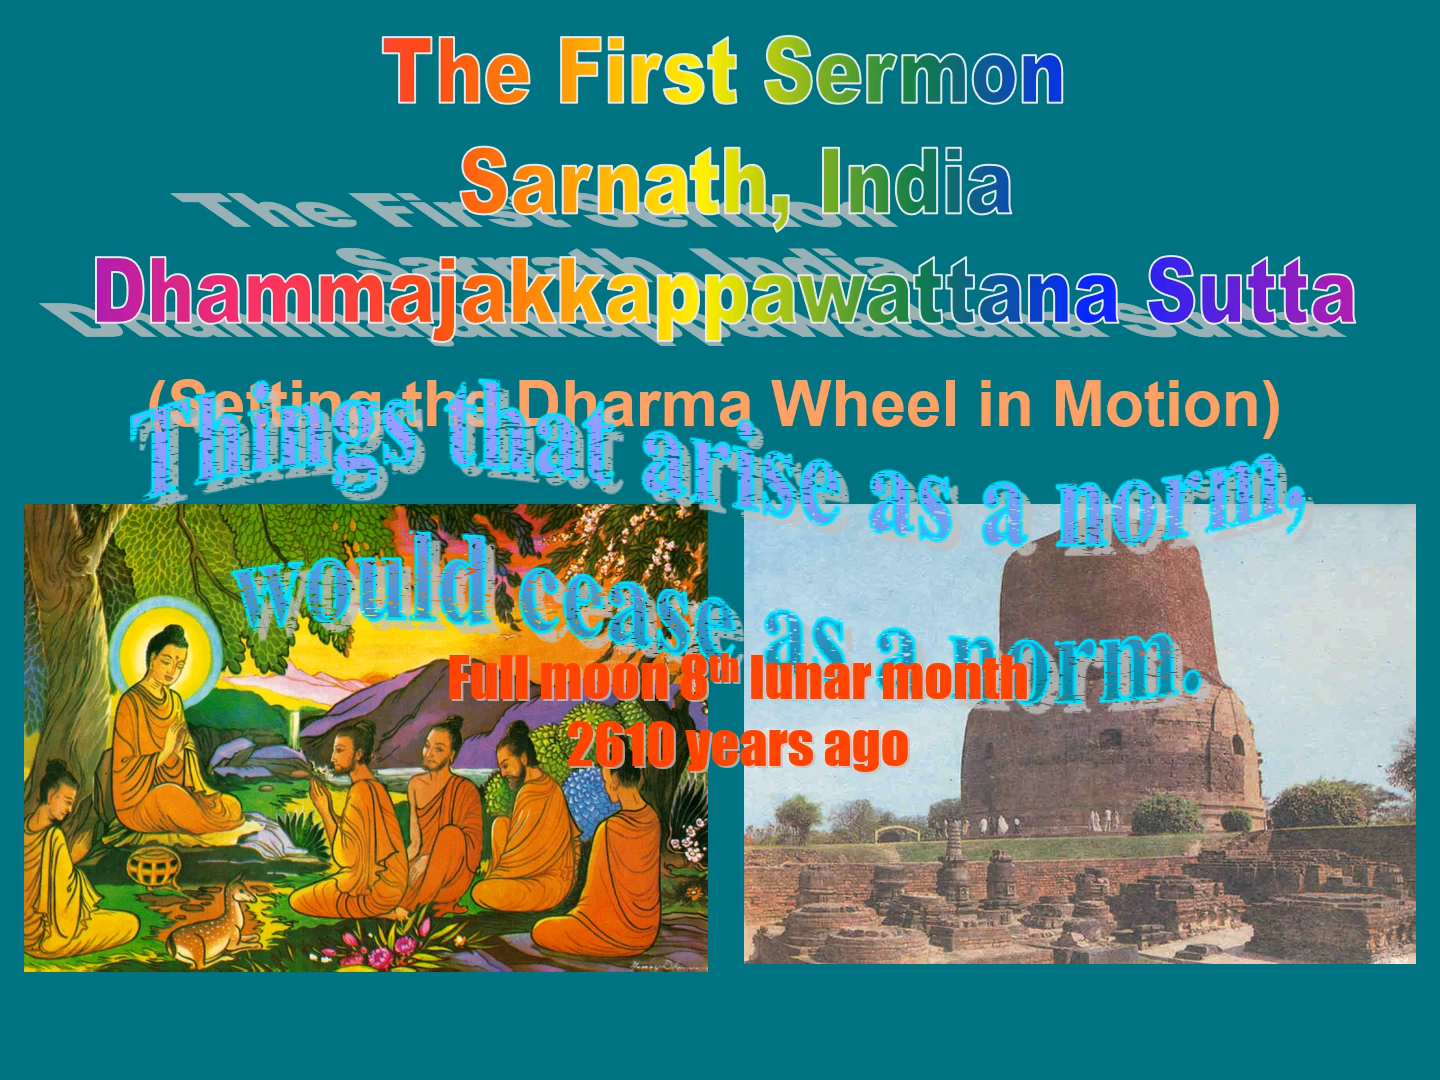 The First Sermon
Sarnath, India
Dhammajakkappawattana Sutta
(Setting the Dharma Wheel in Motion)
Things that arise as a norm,
would cease as a norm.
Full moon 8th lunar month
2610 years ago